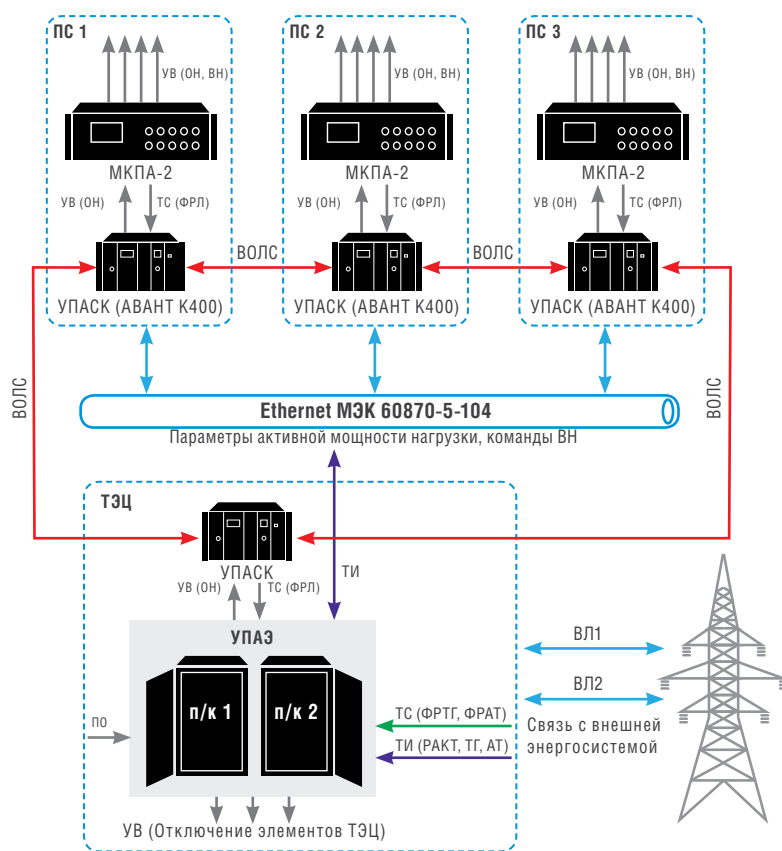 ПС 1
ПС 2
ПС 3
УВ (ОН, ВН)
УВ (ОН, ВН)
УВ (ОН, ВН)
МКПА-2
МКПА-2
МКПА-2
УВ (ОН)
ТС (ФРЛ)
УВ (ОН)
ТС (ФРЛ)
УВ (ОН)
ТС (ФРЛ)
ВОЛС
ВОЛС
УПАСК (АВАНТ К400)
УПАСК (АВАНТ К400)
УПАСК (АВАНТ К400)
ВОЛС
ВОЛС
Ethernet МЭК 60870-5-104
Параметры активной мощности нагрузки, команды ВН
ТЭЦ
УПАСК
УВ (ОН)
ТС (ФРЛ)
ТИ
УПАЭ
п/к 1
п/к 2
ПО
ВЛ1
ВЛ2
ТС (ФРТГ, ФРАТ)
ТИ (РАКТ, ТГ, АТ)
Связь с внешней
энергосистемой
УВ (Отключение элементов ТЭЦ)